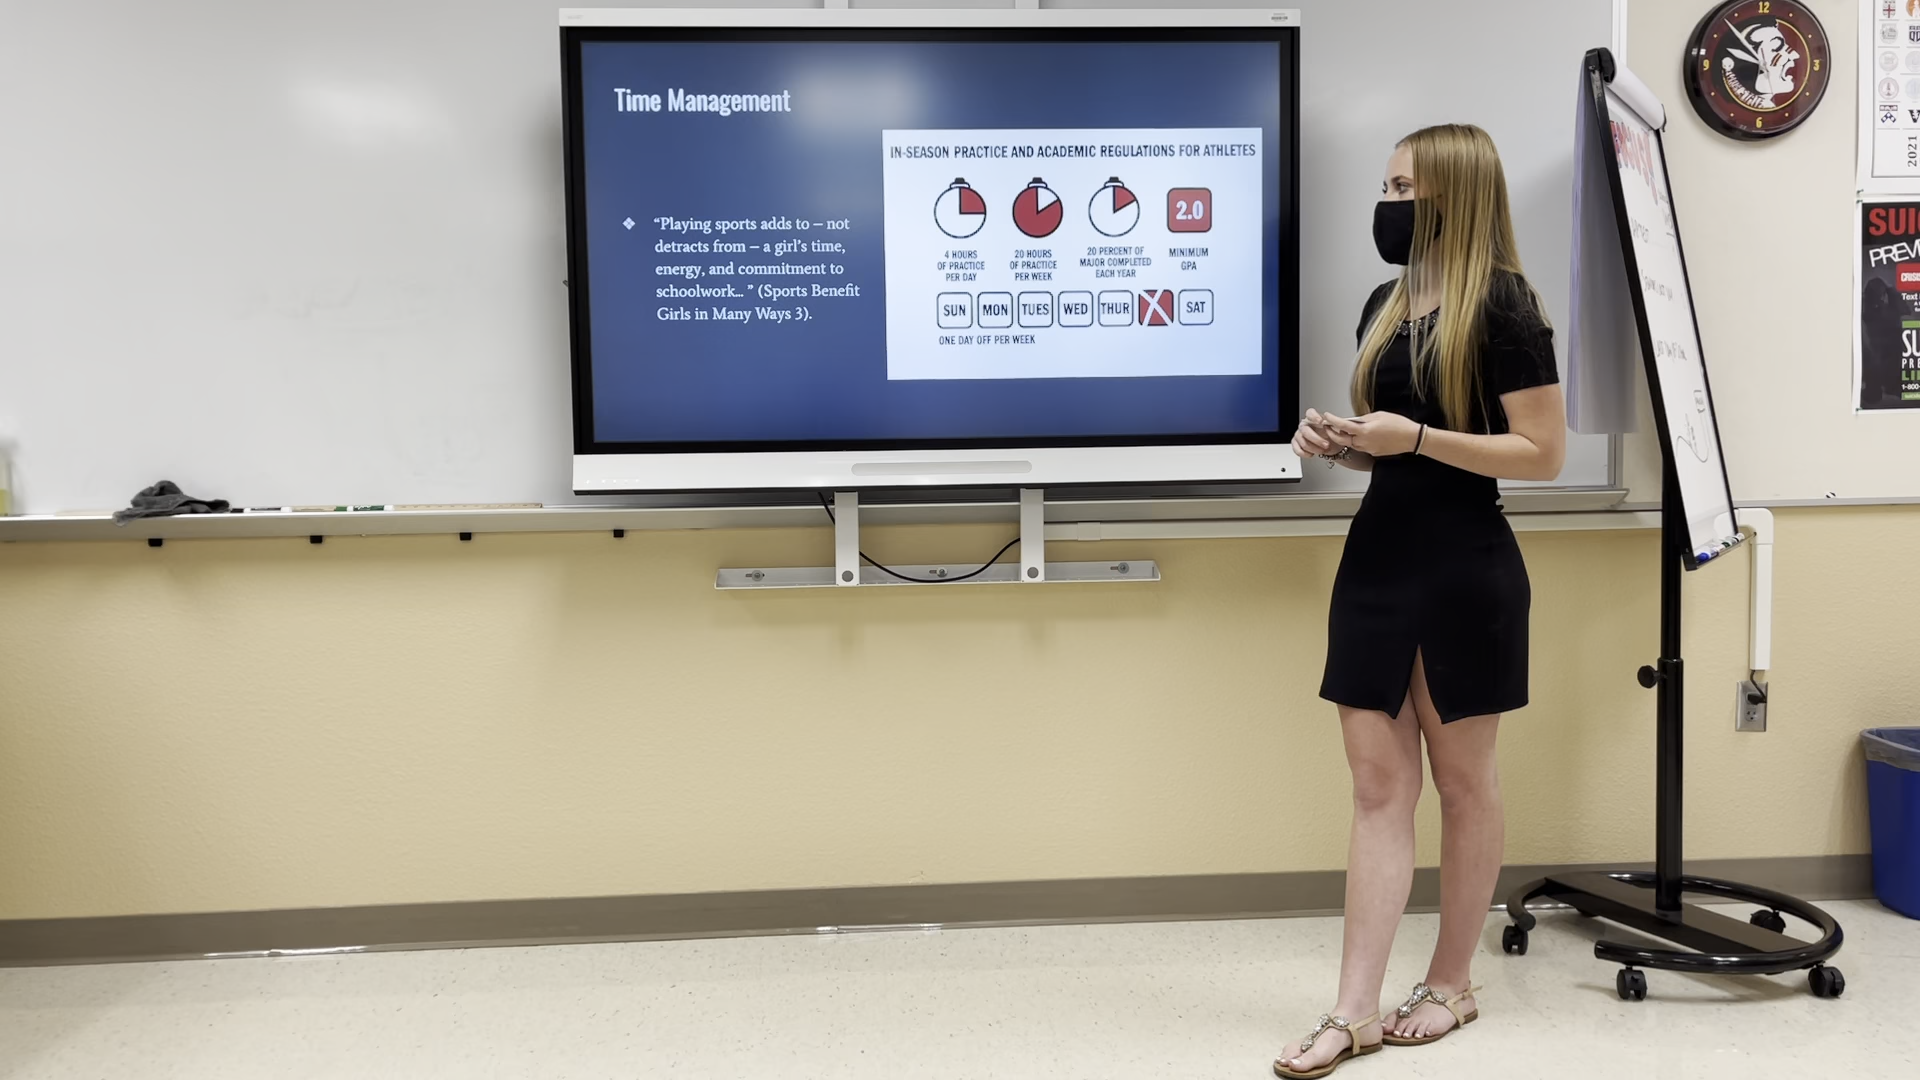 Time Management
❖ “Playing sports adds to – not
detracts from – a girl’s time,
energy, and commitment to
schoolwork... ” (Sports Benefit
Girls in Many Ways 3).
IN-SEASON PRACTICE AND ACADEMIC REGULATIONS FOR ATHLETES
2.0
4 HOURS
OF PRACTICE
PER DAY
20 HOURS
OF PRACTICE
PER WEEK
20 PERCENT OF
MAJOR COMPLETED
EACH YEAR
MINIMUM
GPA
SUN MON TUES WED THUR SAT
ONE DAY OFF PER WEEK
12
3
6
9
2021